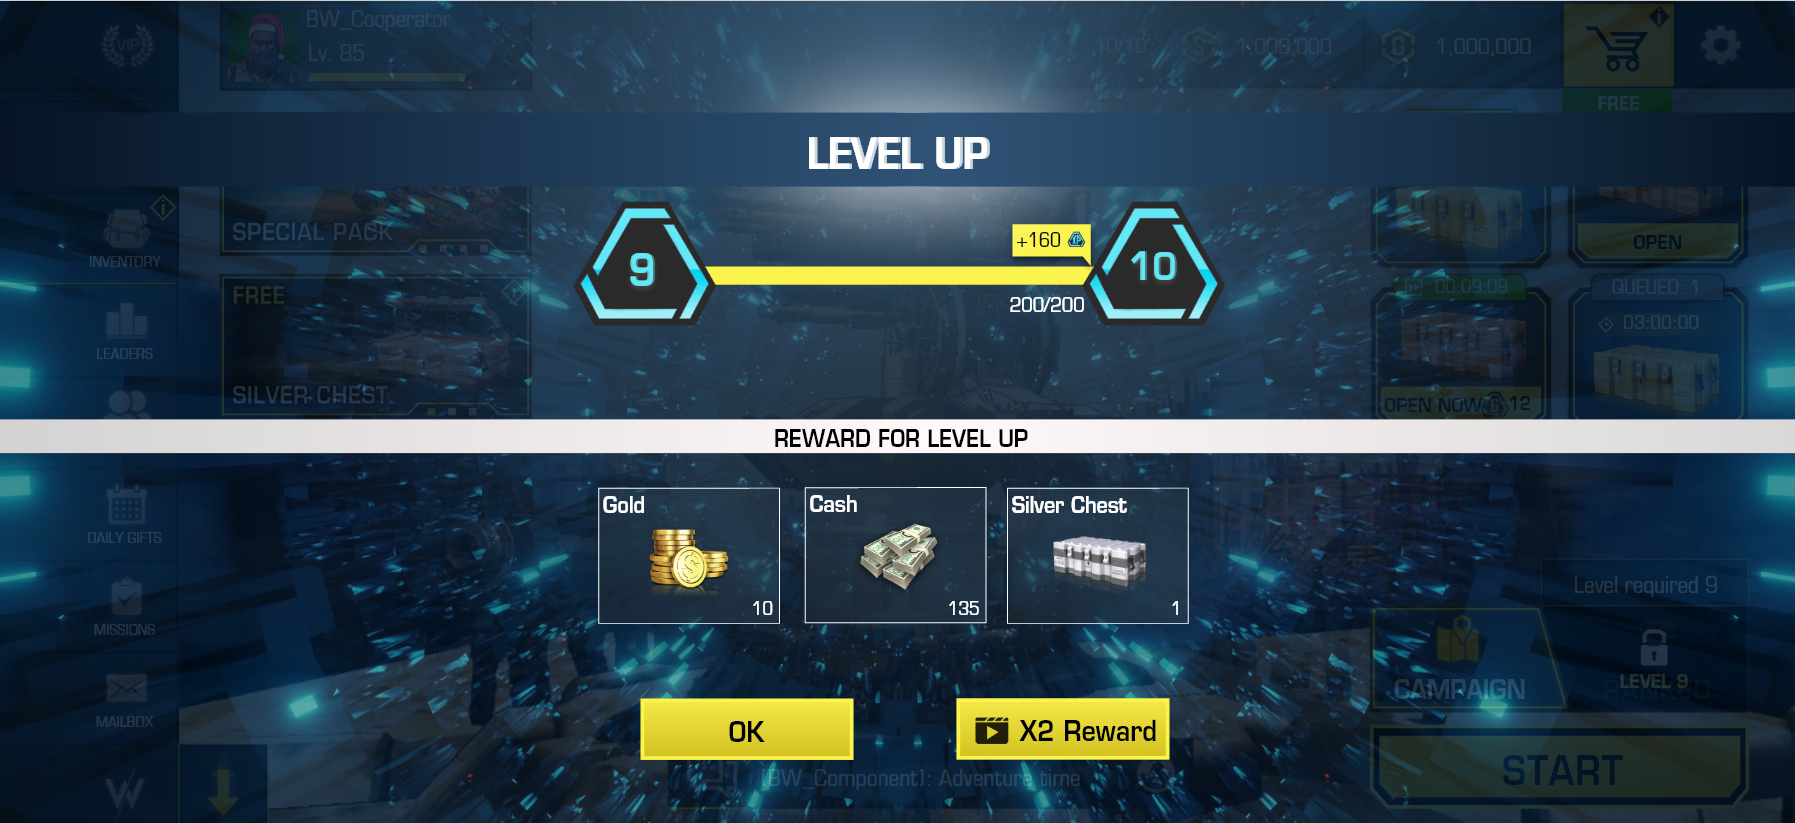 VIP
BW_Cooperator
Lv. 85
10/10
1,000,000
1,000,000
FREE
LEVEL UP
SPECIAL PACK
INVENTORY
9
+160
10
200/200
OPEN
FREE
00:09:09
QUEUED: 1
03:00:00
LEADERS
SILVER CHEST
OPEN NOW 12
REWARD FOR LEVEL UP
Gold
10
Cash
135
Silver Chest
1
DAILY GIFTS
Level required 9
MISSIONS
CAMPAIGN
LEVEL 9
MAILBOX
OK
X2 Reward
START
[BW_Component]: Adventure time